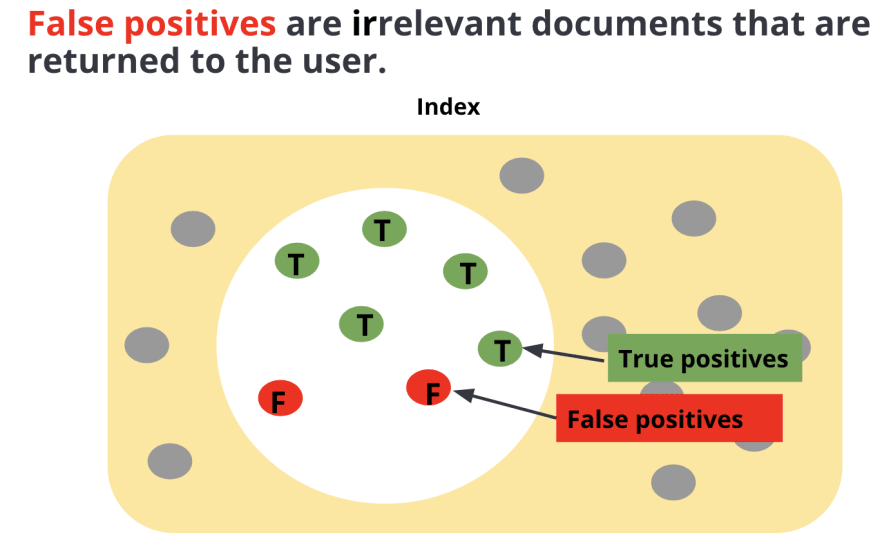 False positives are irrelevant documents that are
returned to the user.
Index
T
T
T
T
T
True positives
F
F
False positives